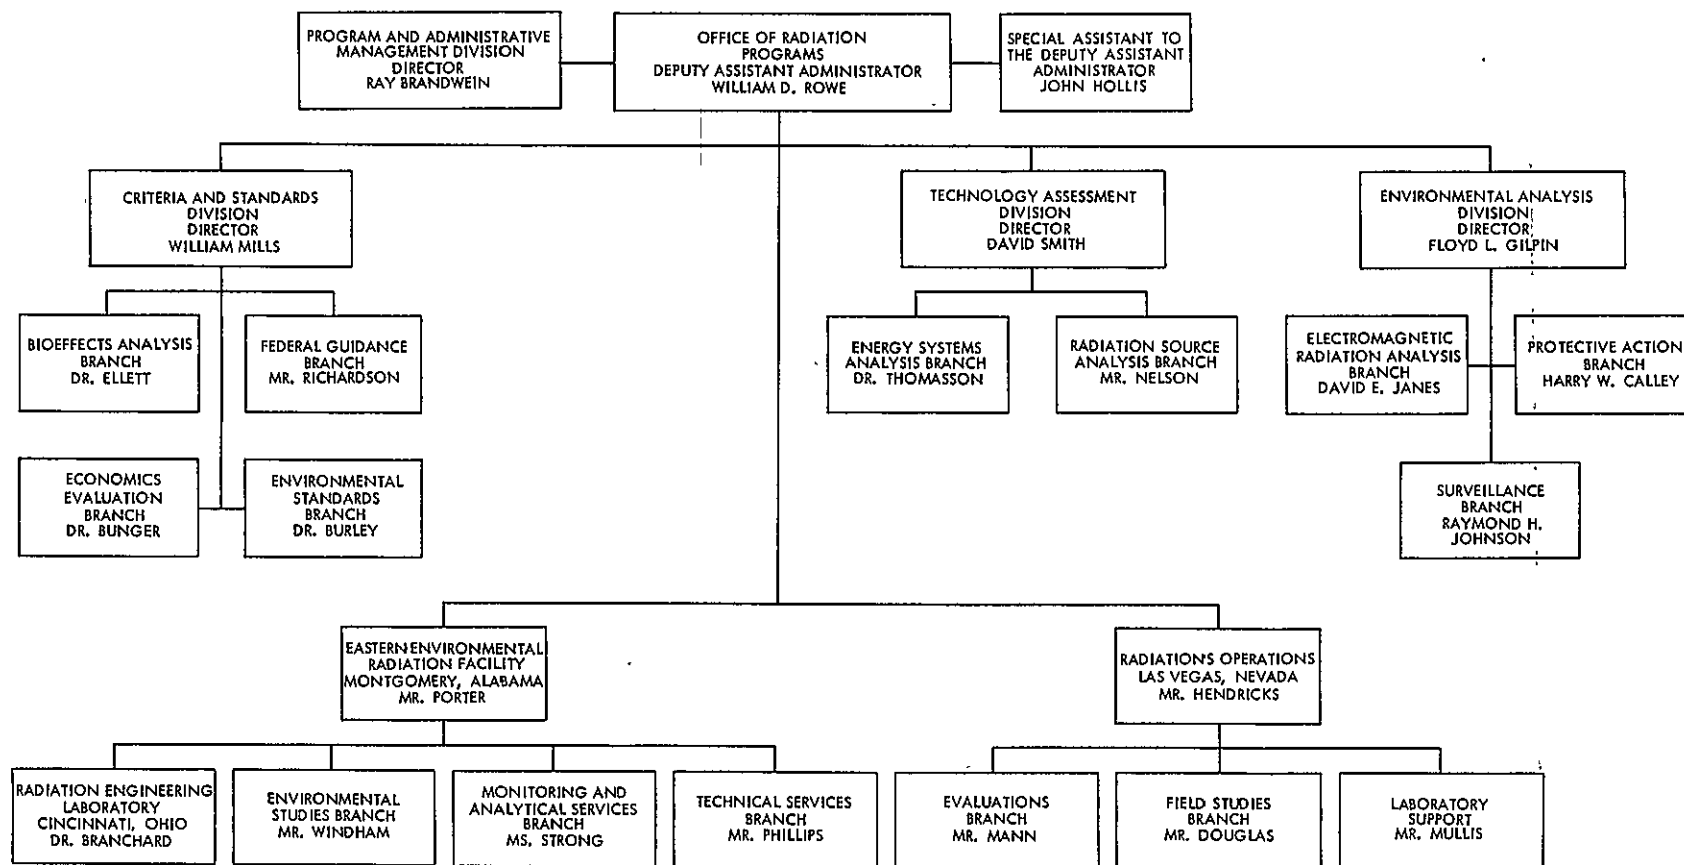 PROGRAM AND ADMINISTRATIVE
MANAGEMENT DIVISION
DIRECTOR
RAY BRANDWEIN
OFFICE OF RADIATION
PROGRAMS
DEPUTY ASSISTANT ADMINISTRATOR
WILLIAM D. ROWE
SPECIAL ASSISTANT TO
THE DEPUTY ASSISTANT
ADMINISTRATOR
JOHN HOLLIS
CRITERIA AND STANDARDS
DIVISION
DIRECTOR
WILLIAM MILLS
TECHNOLOGY ASSESSMENT
DIVISION
DIRECTOR
DAVID SMITH
ENVIRONMENTAL ANALYSIS
DIVISION
DIRECTOR
FLOYD L. GILPIN
BIOEFFECTS ANALYSIS
BRANCH
DR. ELLETT
FEDERAL GUIDANCE
BRANCH
MR. RICHARDSON
ENERGY SYSTEMS
ANALYSIS BRANCH
DR. THOMASSON
RADIATION SOURCE
ANALYSIS BRANCH
MR. NELSON
ELECTROMAGNETIC
RADIATION ANALYSIS
BRANCH
DAVID E. JANES
PROTECTIVE ACTION
BRANCH
HARRY W. CALLEY
ECONOMICS
EVALUATION
BRANCH
DR. BUNGER
ENVIRONMENTAL
STANDARDS
BRANCH
DR. BURLEY
SURVEILLANCE
BRANCH
RAYMOND H.
JOHNSON
EASTERN ENVIRONMENTAL
RADIATION FACILITY
MONTGOMERY, ALABAMA
MR. PORTER
RADIATION'S OPERATIONS
LAS VEGAS, NEVADA
MR. HENDRICKS
RADIATION ENGINEERING
LABORATORY
CINCINNATI, OHIO
DR. BRANCHARD
ENVIRONMENTAL
STUDIES BRANCH
MR. WINDHAM
MONITORING AND
ANALYTICAL SERVICES
BRANCH
MS. STRONG
TECHNICAL SERVICES
BRANCH
MR. PHILLIPS
EVALUATIONS
BRANCH
MR. MANN
FIELD STUDIES
BRANCH
MR. DOUGLAS
LABORATORY
SUPPORT
MR. MULLIS